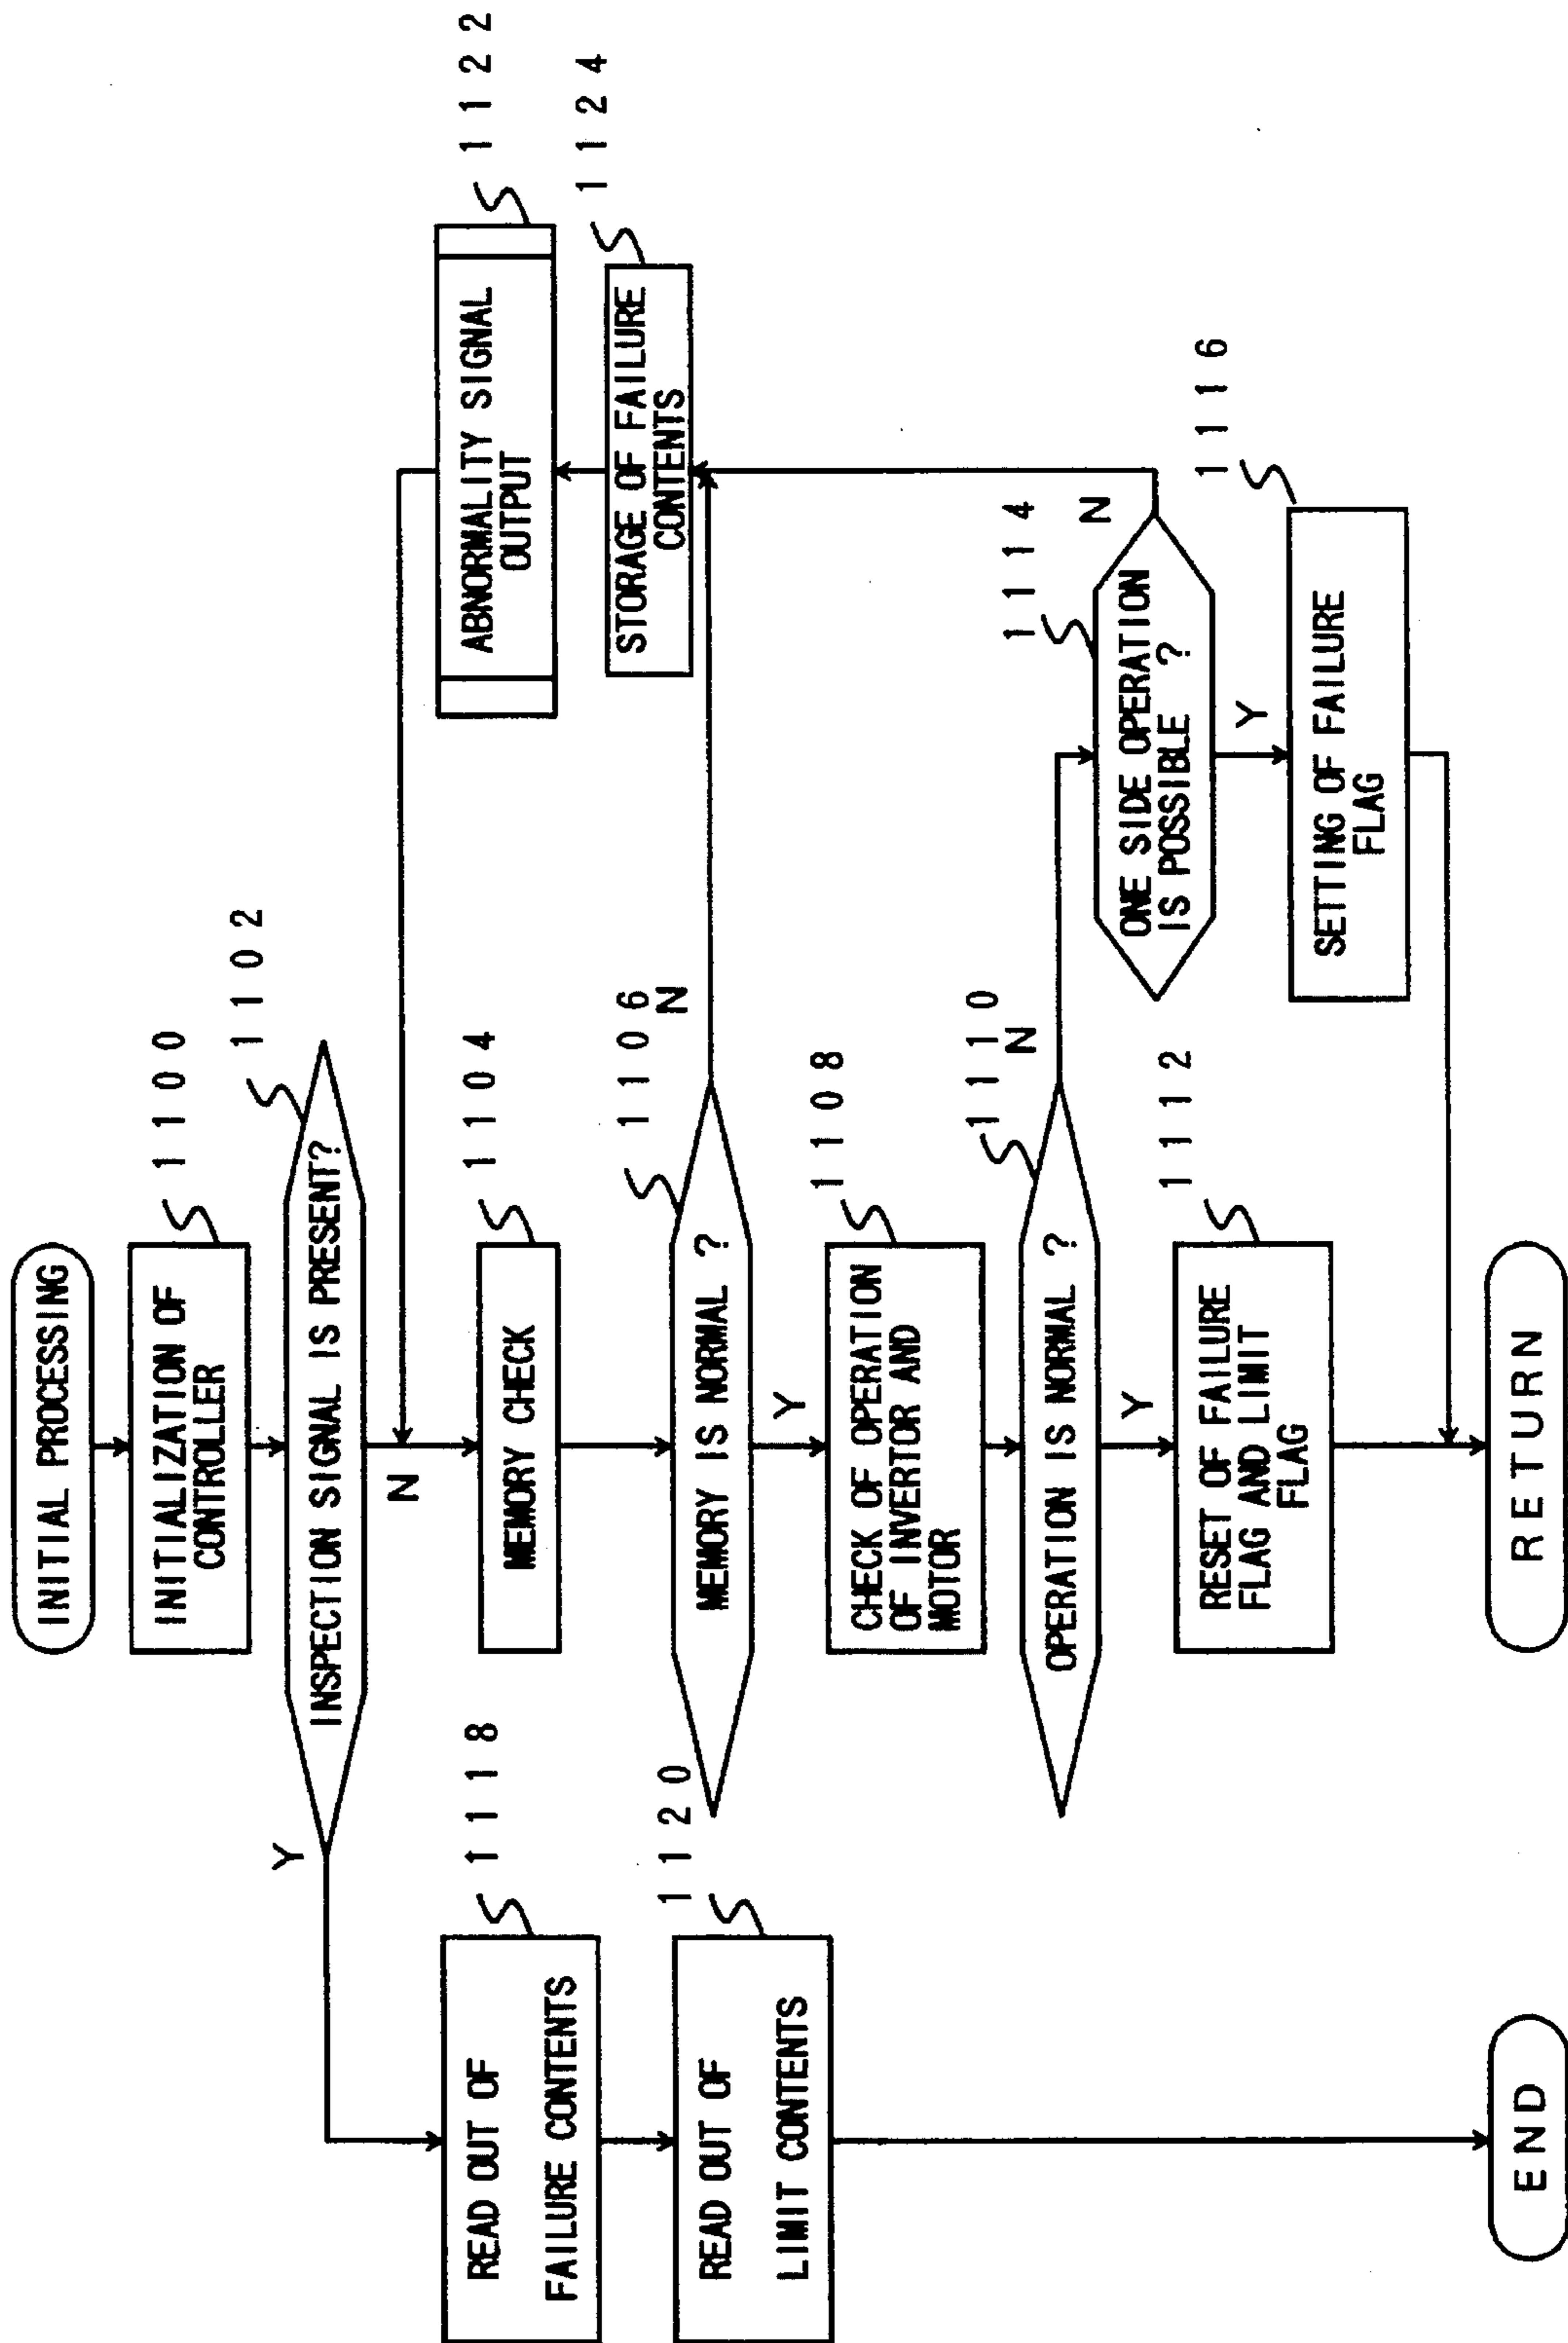 INITIAL PROCESSING
1100
INITIALIZATION OF
CONTROLLER
1102
INSPECTION SIGNAL IS PRESENT?
Y
N
1104
MEMORY CHECK
1106
MEMORY IS NORMAL ?
N
Y
1108
CHECK OF OPERATION
OF INVERTOR AND
MOTOR
1110
OPERATION IS NORMAL ?
N
Y
1112
RESET OF FAILURE
FLAG AND LIMIT
FLAG
RETURN
1118
READ OUT OF
FAILURE CONTENTS
1120
READ OUT OF
LIMIT CONTENTS
END
1122
ABNORMALITY SIGNAL
OUTPUT
1124
STORAGE OF FAILURE
CONTENTS
1114
ONE SIDE OPERATION
IS POSSIBLE ?
N
Y
1116
SETTING OF FAILURE
FLAG